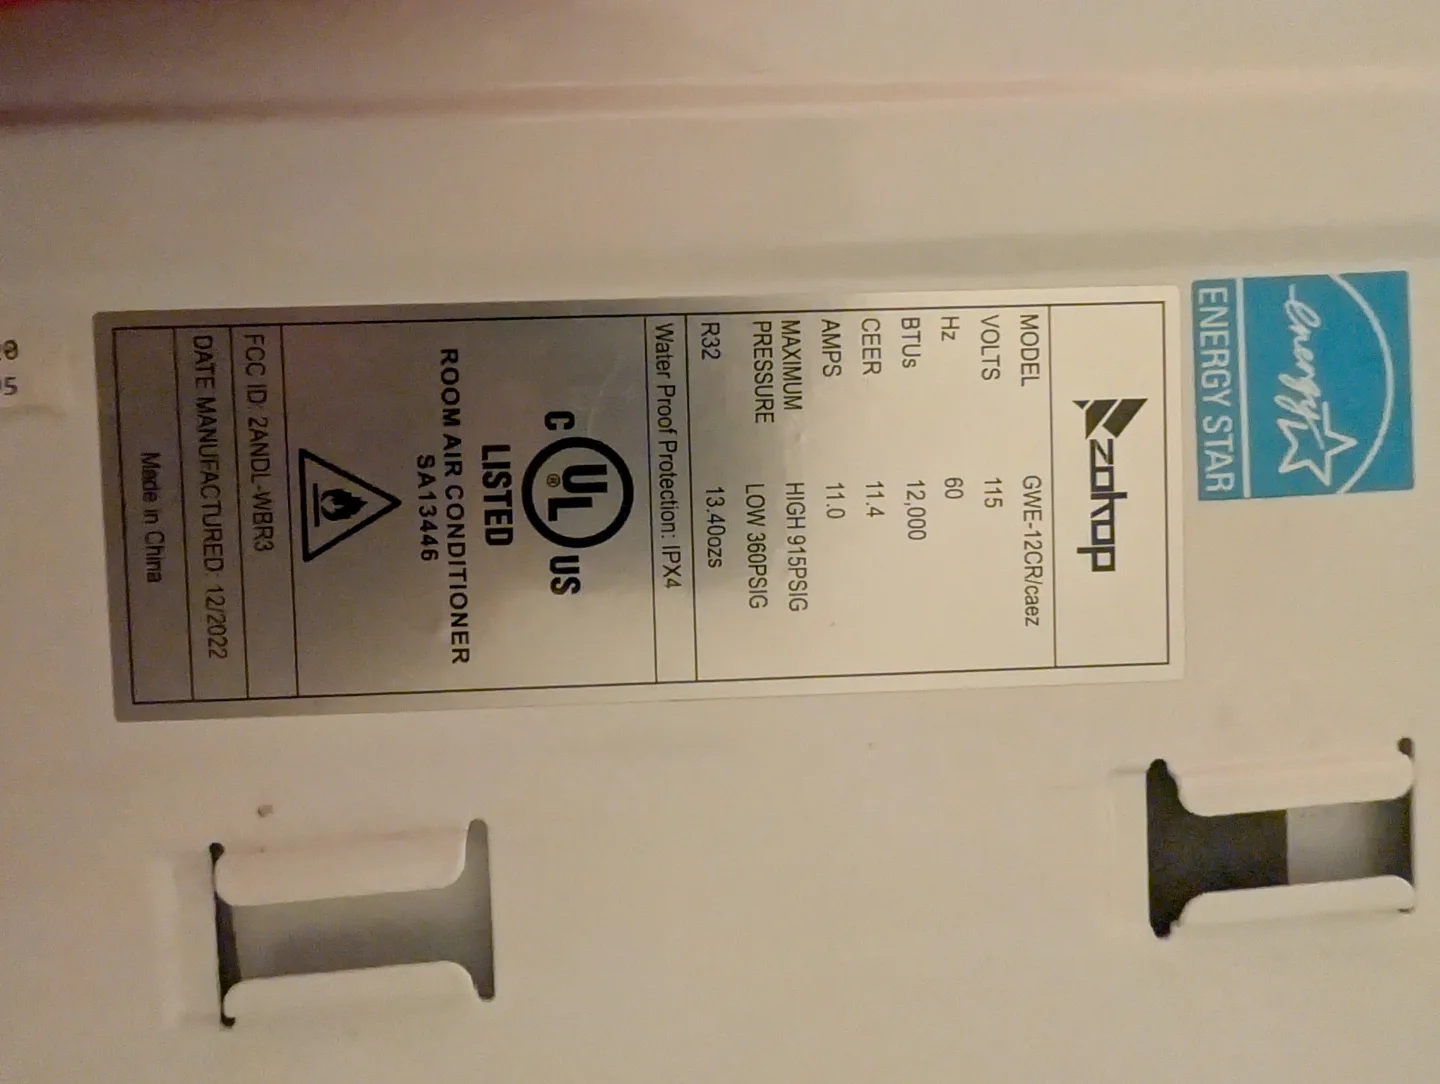 energy
ENERGY STAR
zokop
MODEL GWE-12CR/caez
VOLTS 115
Hz 60
BTUs 12,000
CEER 11.4
AMPS 11.0
MAXIMUM HIGH 915PSIG
PRESSURE LOW 360PSIG
R32 13.40ozs
Water Proof Protection: IPX4
C UL ® US
LISTED
ROOM AIR CONDITIONER
SA13446
FCC ID: 2ANDL-WBR3
DATE MANUFACTURED: 12/2022
Made in China